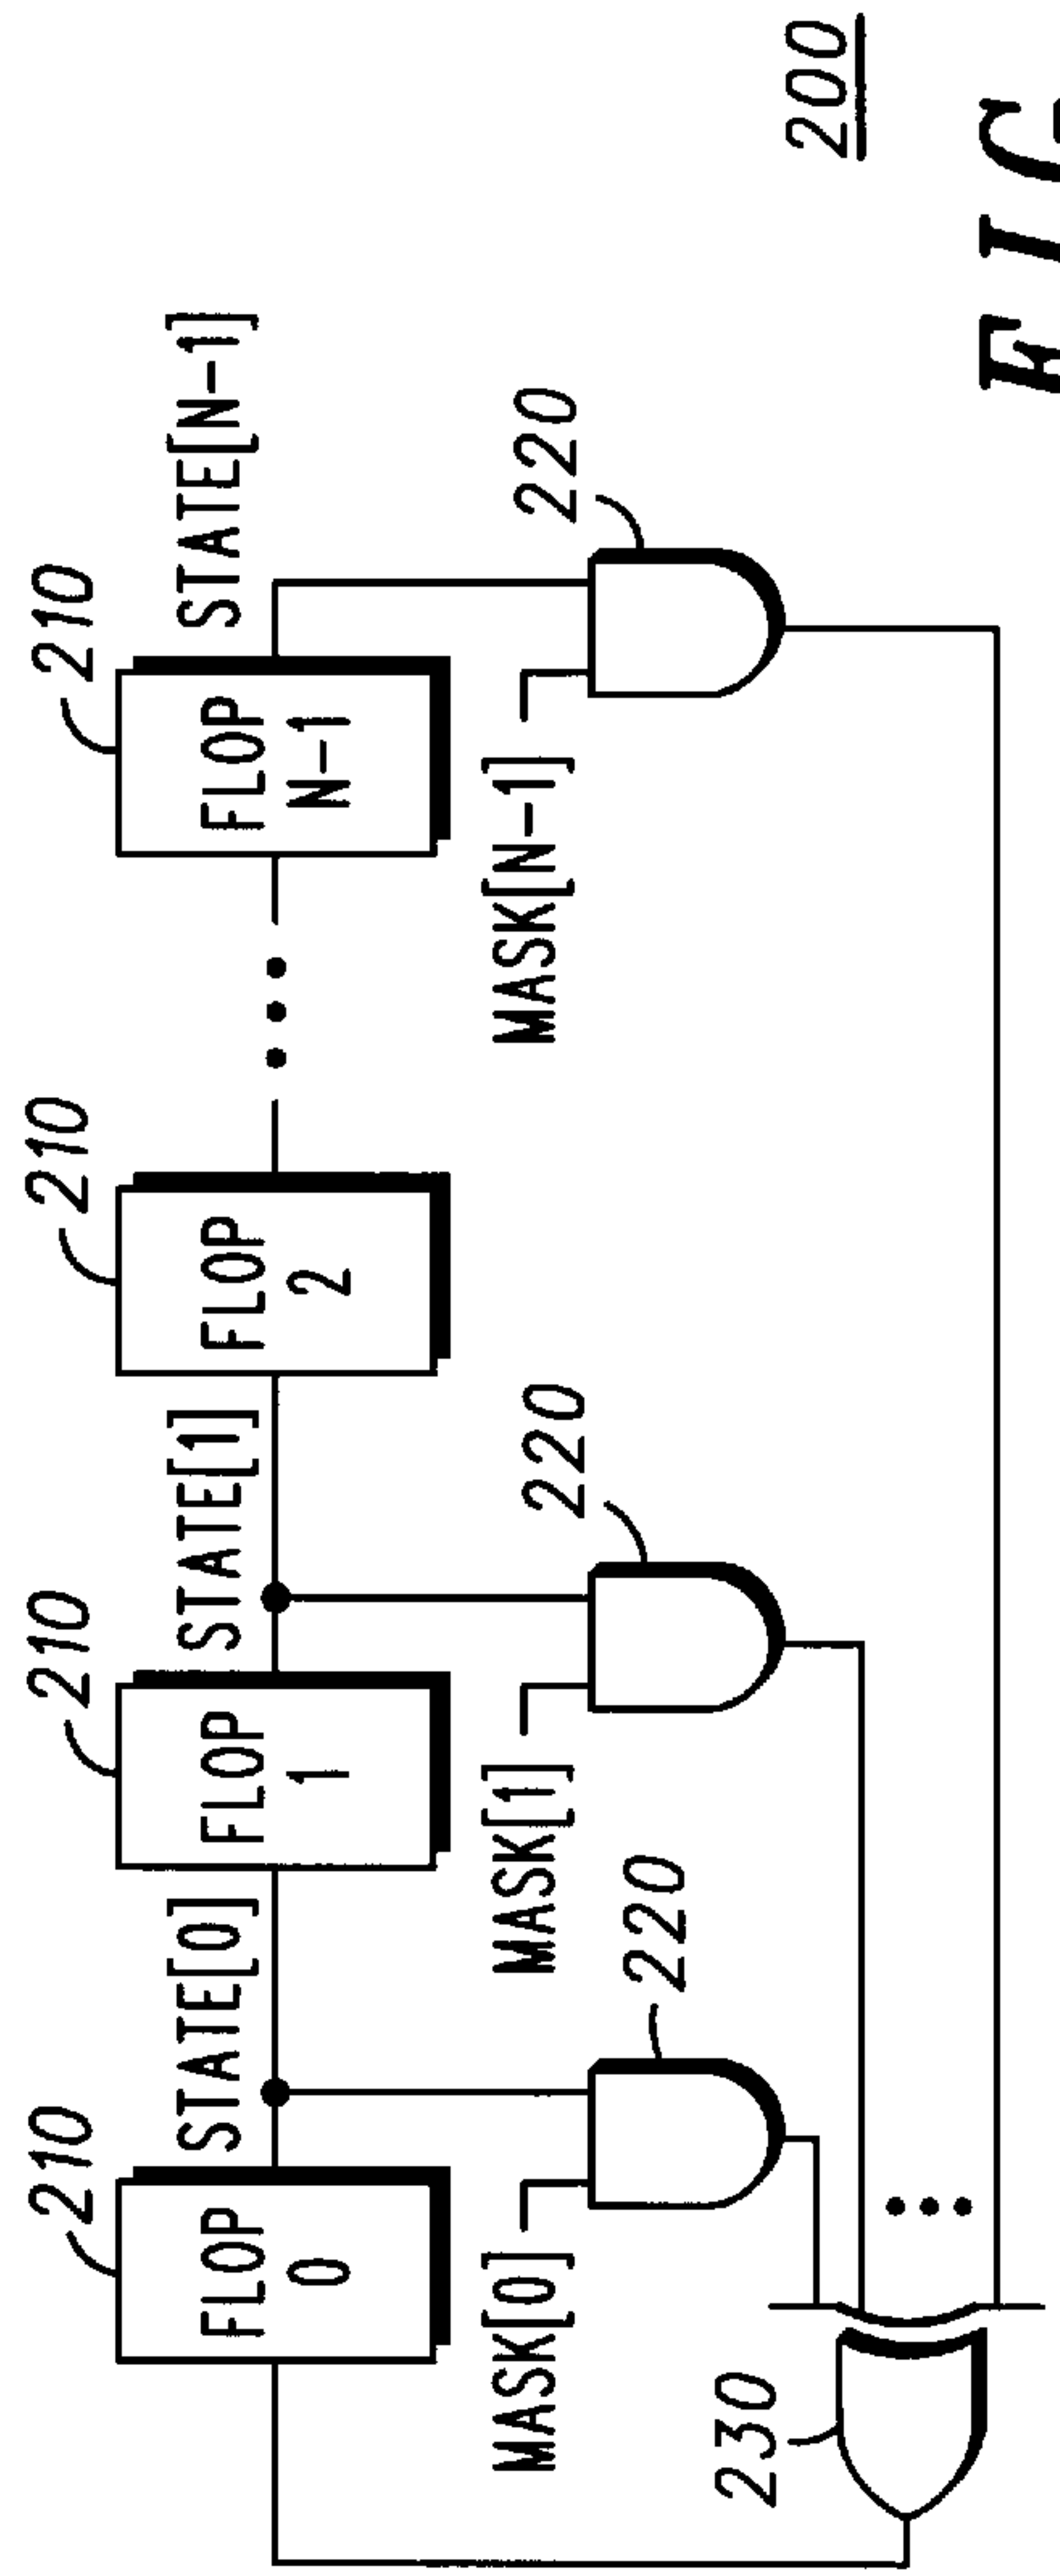 210
210
210
210
FLOP
0
STATE[0]
FLOP
1
STATE[1]
FLOP
2
FLOP
N-1
STATE[N-1]
MASK[0]
220
MASK[1]
220
MASK[N-1]
220
230
200
FIG